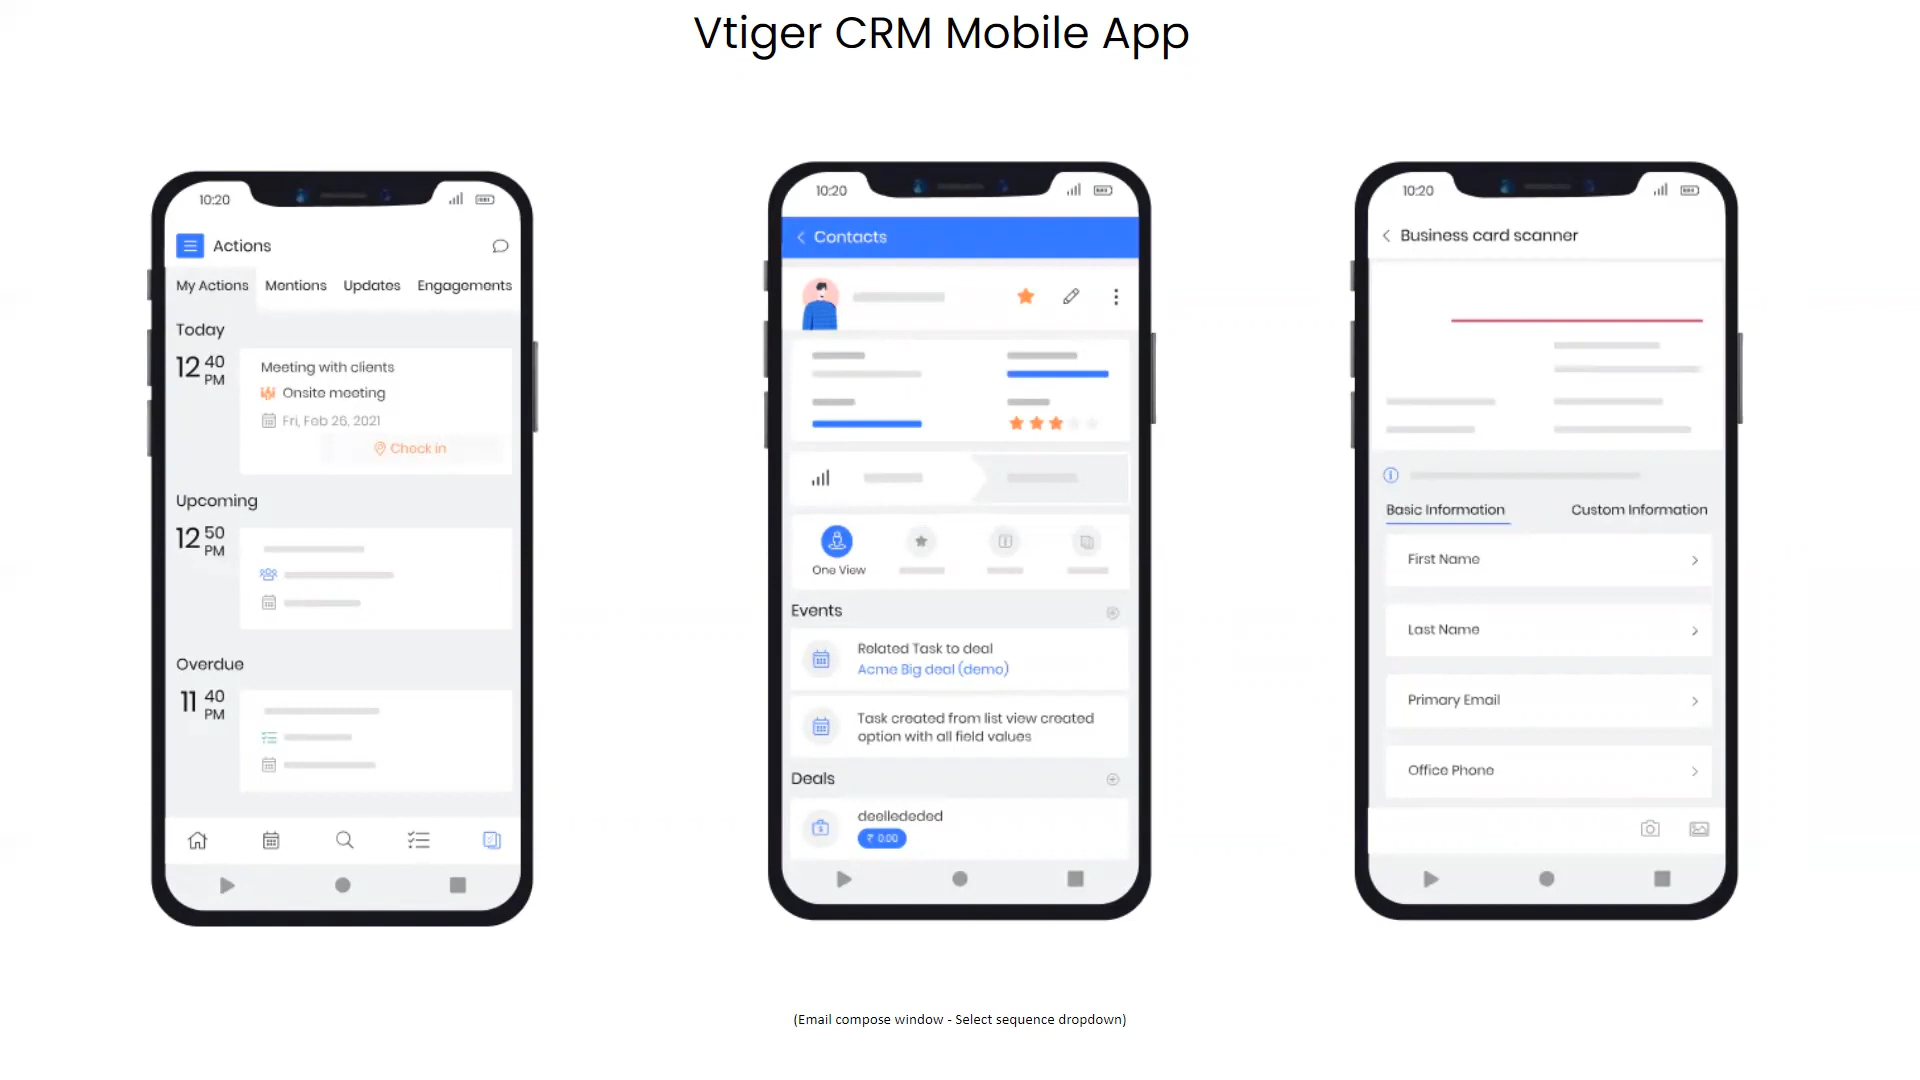 Vtiger CRM Mobile App
10:20
Actions
My Actions Mentions Updates Engagements
Today
12 40 PM
Meeting with clients
Onsite meeting
Fri, Feb 26, 2021
Check in
Upcoming
12 50 PM
Overdue
11 40 PM
10:20
Contacts
One View
Events
Related Task to deal
Acme Big deal (demo)
Task created from list view created
option with all field values
Deals
deellededed
₹ 0.00
10:20
Business card scanner
Basic Information Custom Information
First Name
Last Name
Primary Email
Office Phone
(Email compose window - Select sequence dropdown)